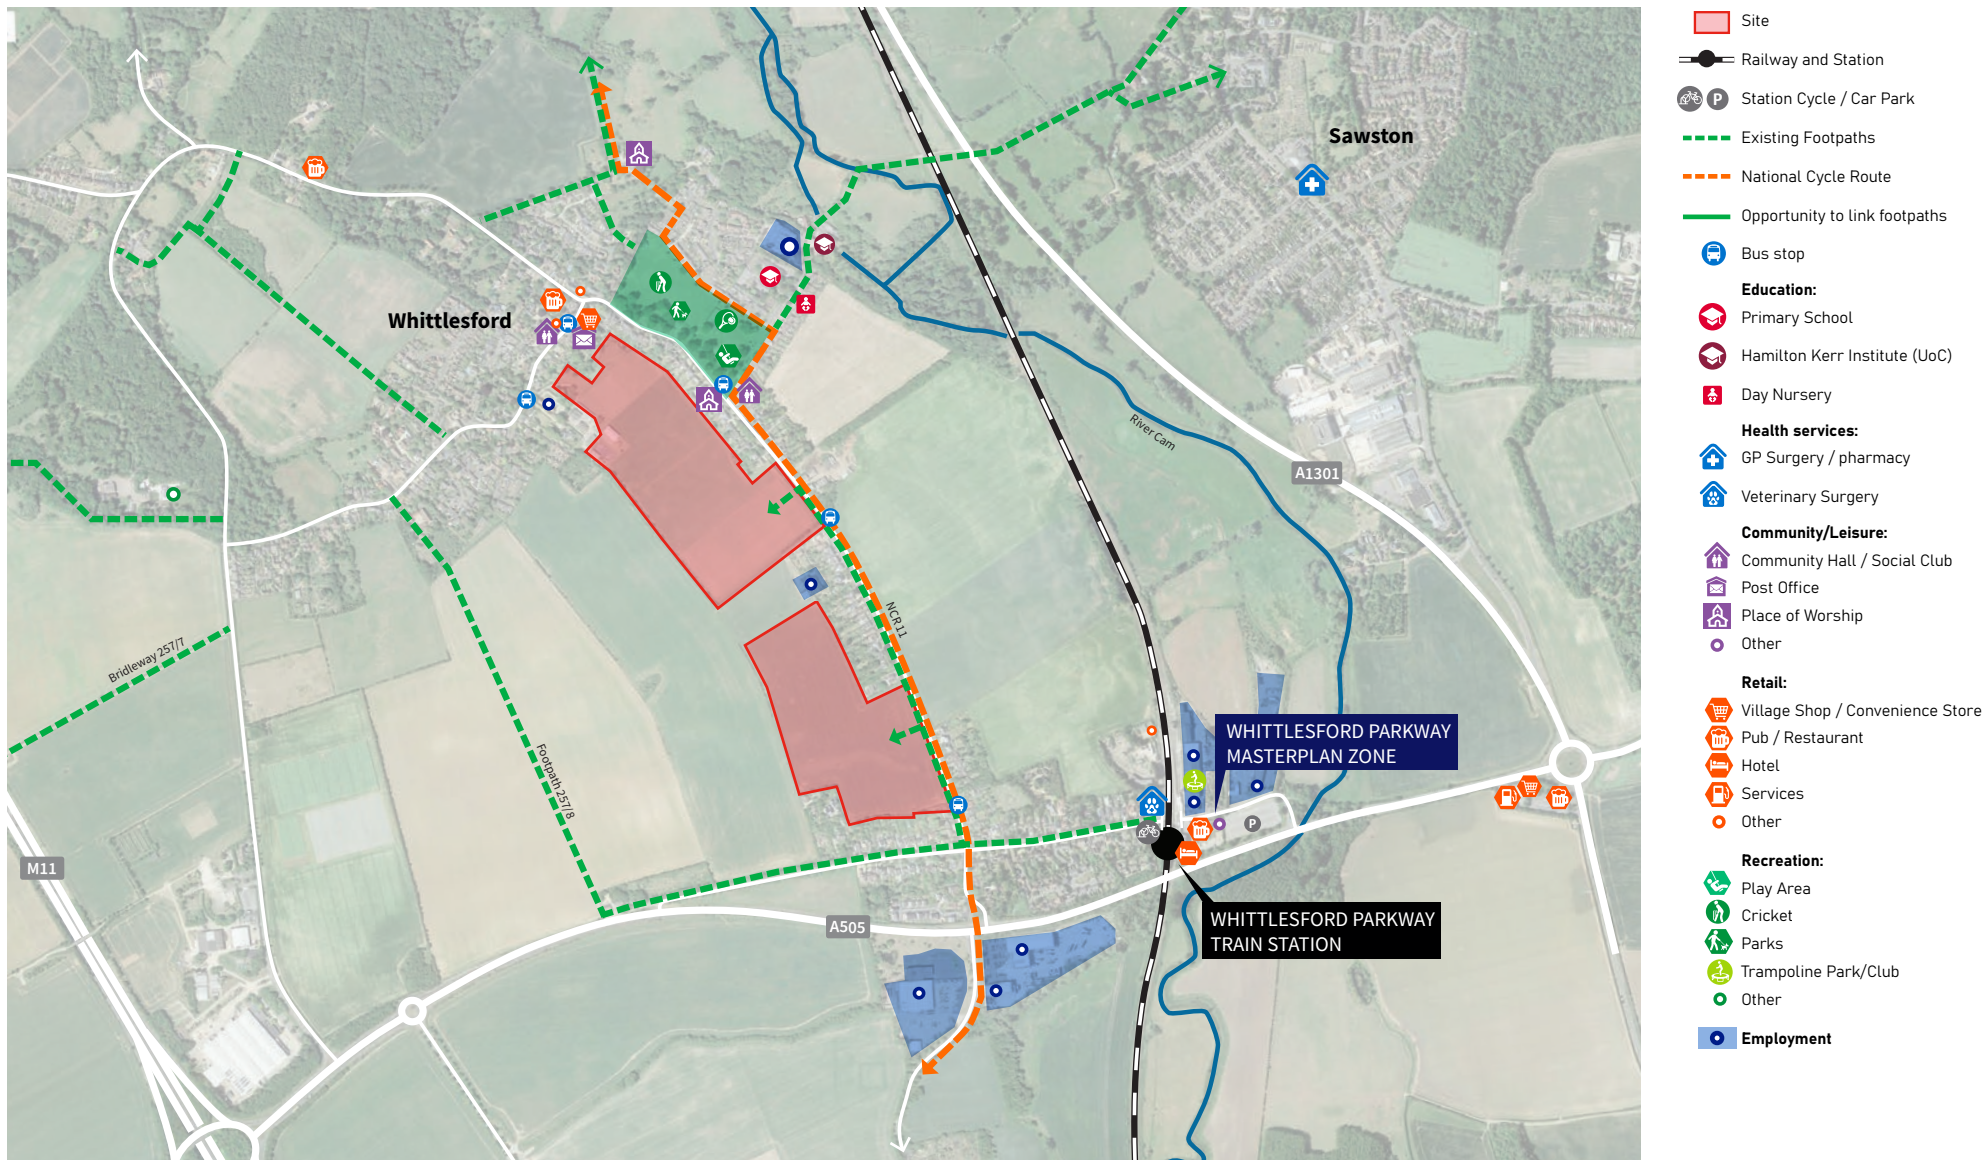 Sawston
Whittlesford
River Cam
A1301
NCR11
Bridleway 257/7
Footpath 257/8
WHITTLESFORD PARKWAY
MASTERPLAN ZONE
P
M11
A505
WHITTLESFORD PARKWAY
TRAIN STATION
Site
Railway and Station
P
Station Cycle / Car Park
Existing Footpaths
National Cycle Route
Opportunity to link footpaths
Bus stop
Education:
Primary School
Hamilton Kerr Institute (UoC)
Day Nursery
Health services:
GP Surgery / pharmacy
Veterinary Surgery
Community/Leisure:
Community Hall / Social Club
Post Office
Place of Worship
Other
Retail:
Village Shop / Convenience Store
Pub / Restaurant
Hotel
Services
Other
Recreation:
Play Area
Cricket
Parks
Trampoline Park/Club
Other
Employment